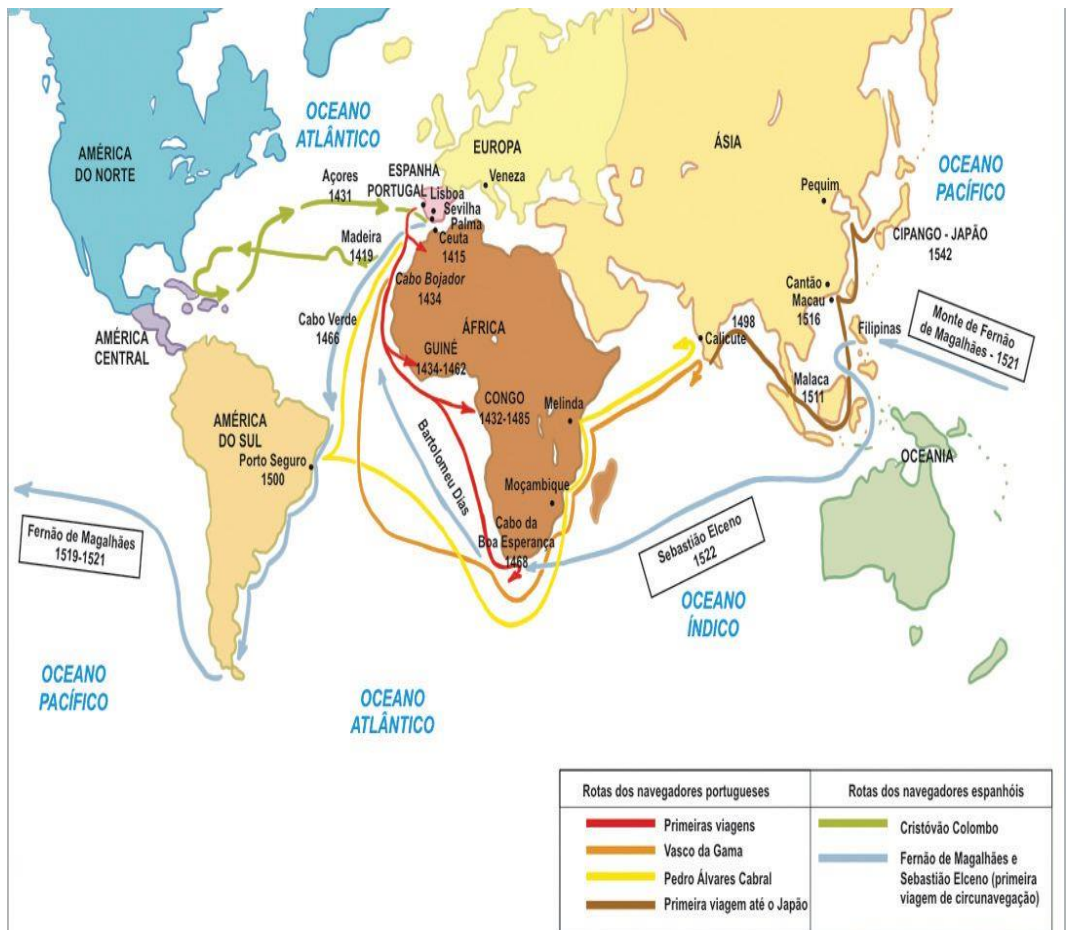 OCEANO
ATLÂNTICO
AMÉRICA
DO NORTE
EUROPA
ÁSIA
OCEANO
PACÍFICO
Açores
1431
ESPANHA
PORTUGAL
Lisboa
Sevilha
Palma
Ceuta
1415
Veneza
Pequim
CIPANGO - JAPÃO
1542
Madeira
1419
Cabo Bojador
1434
Cantão
Macau
1516
AMÉRICA
CENTRAL
Cabo Verde
1466
ÁFRICA
GUINÉ
1434-1462
1498
Calicute
Filipinas
Monte de Fernão
de Magalhães - 1521
Malaca
1511
CONGO
1432-1485
Melinda
AMÉRICA
DO SUL
Porto Seguro
1500
Bartolomeu Dias
OCEANIA
Moçambique
Cabo da
Boa Esperança
1468
Fernão de Magalhães
1519-1521
Sebastião Elceno
1522
OCEANO
ÍNDICO
OCEANO
PACÍFICO
OCEANO
ATLÂNTICO
Rotas dos navegadores portugueses
Primeiras viagens
Vasco da Gama
Pedro Álvares Cabral
Primeira viagem até o Japão
Rotas dos navegadores espanhóis
Cristóvão Colombo
Fernão de Magalhães e
Sebastião Elceno (primeira
viagem de circunavegação)